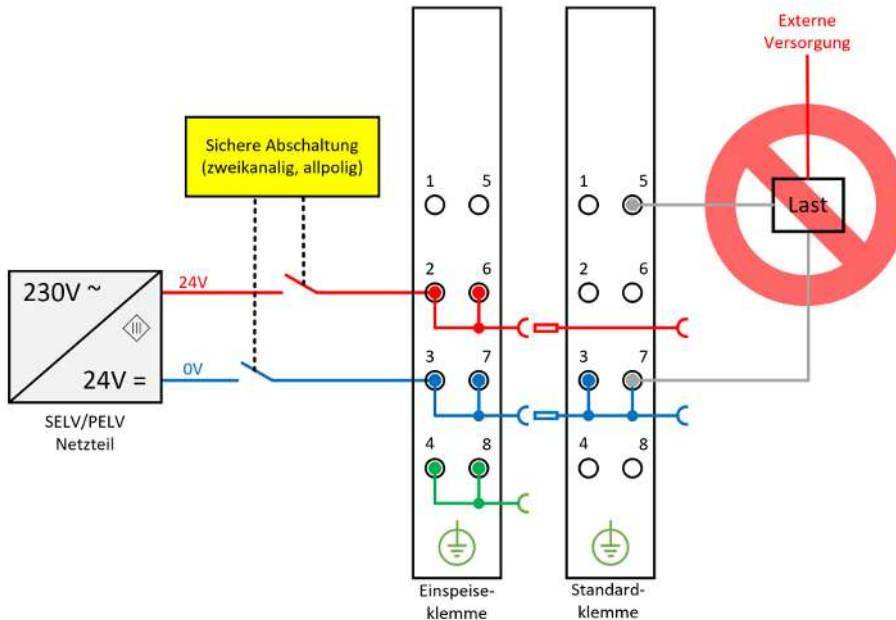 Externe
Versorgung
Sichere Abschaltung
(zweikanalig, allpolig)
1
5
1
5
Last
2
6
2
6
230V ~
24V
III
24V =
0V
3
7
3
7
SELV/PELV
Netzteil
4
8
4
8
Einspeise-
klemme
Standard-
klemme